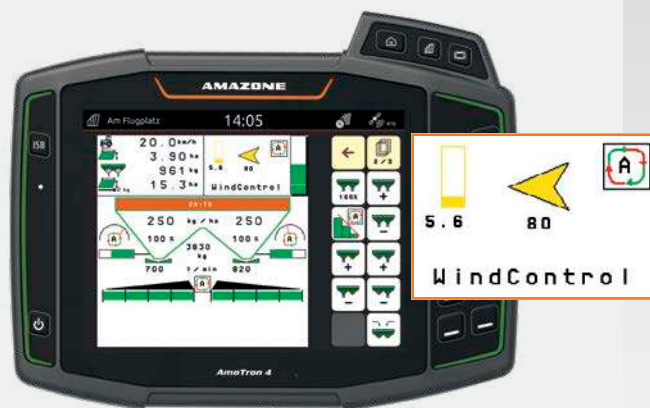 AMAZONE
Am Flugplatz 14:05
ISB
20.0 km/h
3.90 ha
961 kg
15.3 ha
5.6 80
A
WindControl
2/3
100%
A
250 kg/ha 250
A 100 % 100 % A
3830
kg
700 1/min 820
A
AmaTron 4
A
5.6 80
WindControl